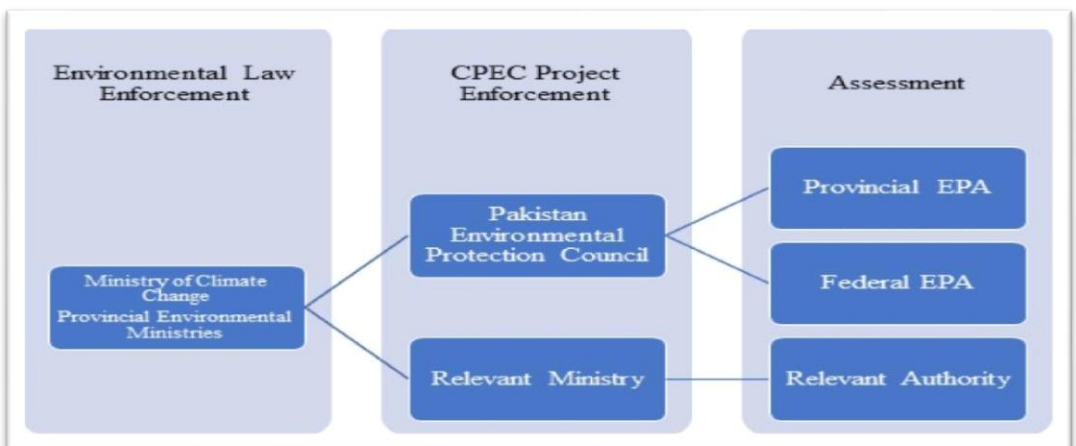 Environmental Law
Enforcement
Ministry of Climate
Change
Provincial Environmental
Ministries
CPEC Project
Enforcement
Pakistan
Environmental
Protection Council
Relevant Ministry
Assessment
Provincial EPA
Federal EPA
Relevant Authority